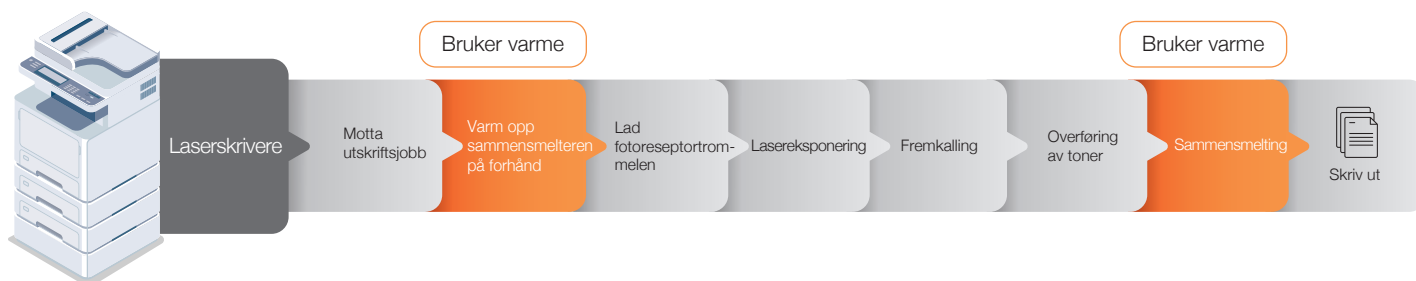 Bruker varme
Bruker varme
Laserskrivere
Motta
utskriftsjobb
Varm opp
sammensmelteren
på forhånd
Lad
fotoreseptortrom-
melen
Lasereksponering
Fremkalling
Overføring
av toner
Sammensmelting
Skriv ut